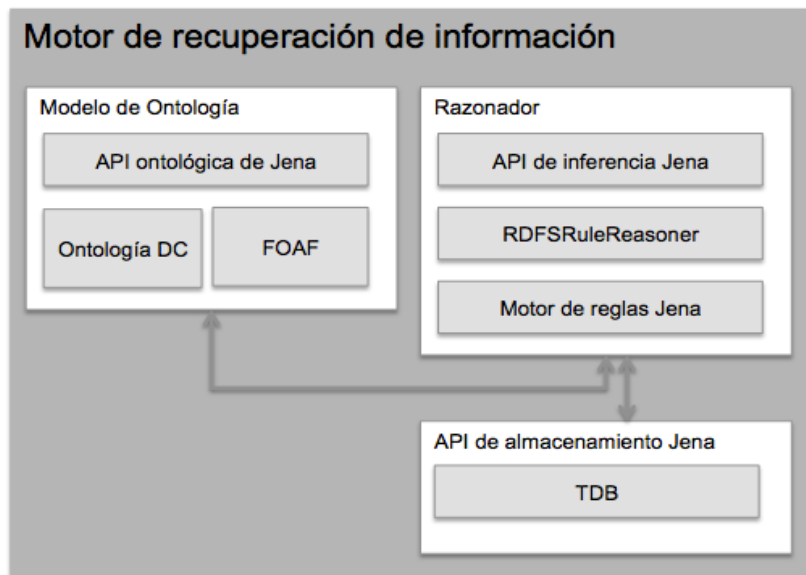 Motor de recuperación de información
Modelo de Ontología
API ontológica de Jena
Ontología DC
FOAF
Razonador
API de inferencia Jena
RDFSRuleReasoner
Motor de reglas Jena
API de almacenamiento Jena
TDB